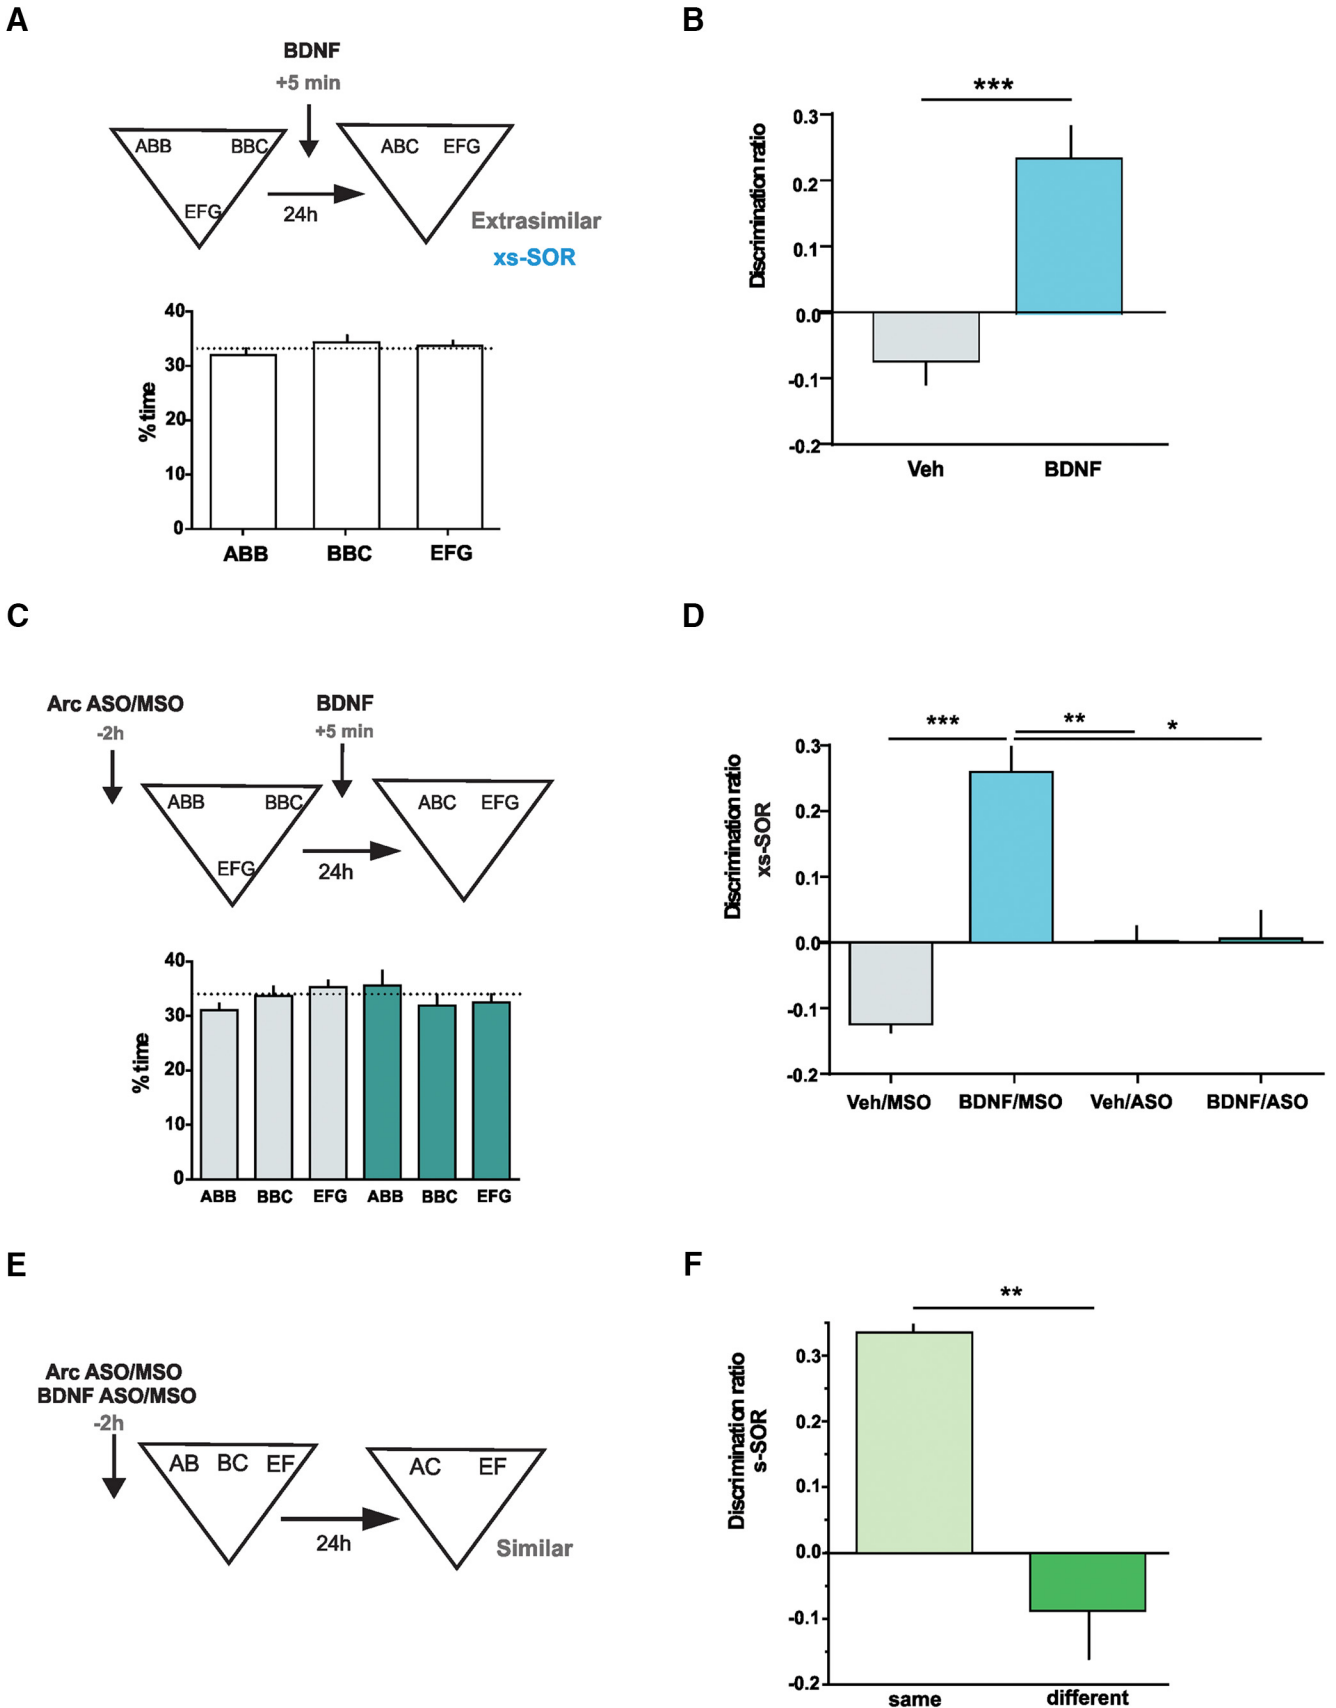 A
BDNF
+5 min
ABB BBC
EFG
24h
ABC EFG
Extrasimilar
xs-SOR
% time
40
30
20
10
0
ABB BBC EFG
B
***
Discrimination ratio
0.3
0.2
0.1
0.0
-0.1
-0.2
Veh BDNF
C
Arc ASO/MSO
-2h
BDNF
+5 min
ABB BBC
EFG
24h
ABC EFG
% time
40
30
20
10
0
ABB BBC EFG ABB BBC EFG
D
*** ** *
Discrimination ratio
xs-SOR
0.3
0.2
0.1
0.0
-0.1
-0.2
Veh/MSO BDNF/MSO Veh/ASO BDNF/ASO
E
Arc ASO/MSO
BDNF ASO/MSO
-2h
AB BC EF
24h
AC EF
Similar
F
**
Discrimination ratio
s-SOR
0.3
0.2
0.1
0.0
-0.1
-0.2
same different